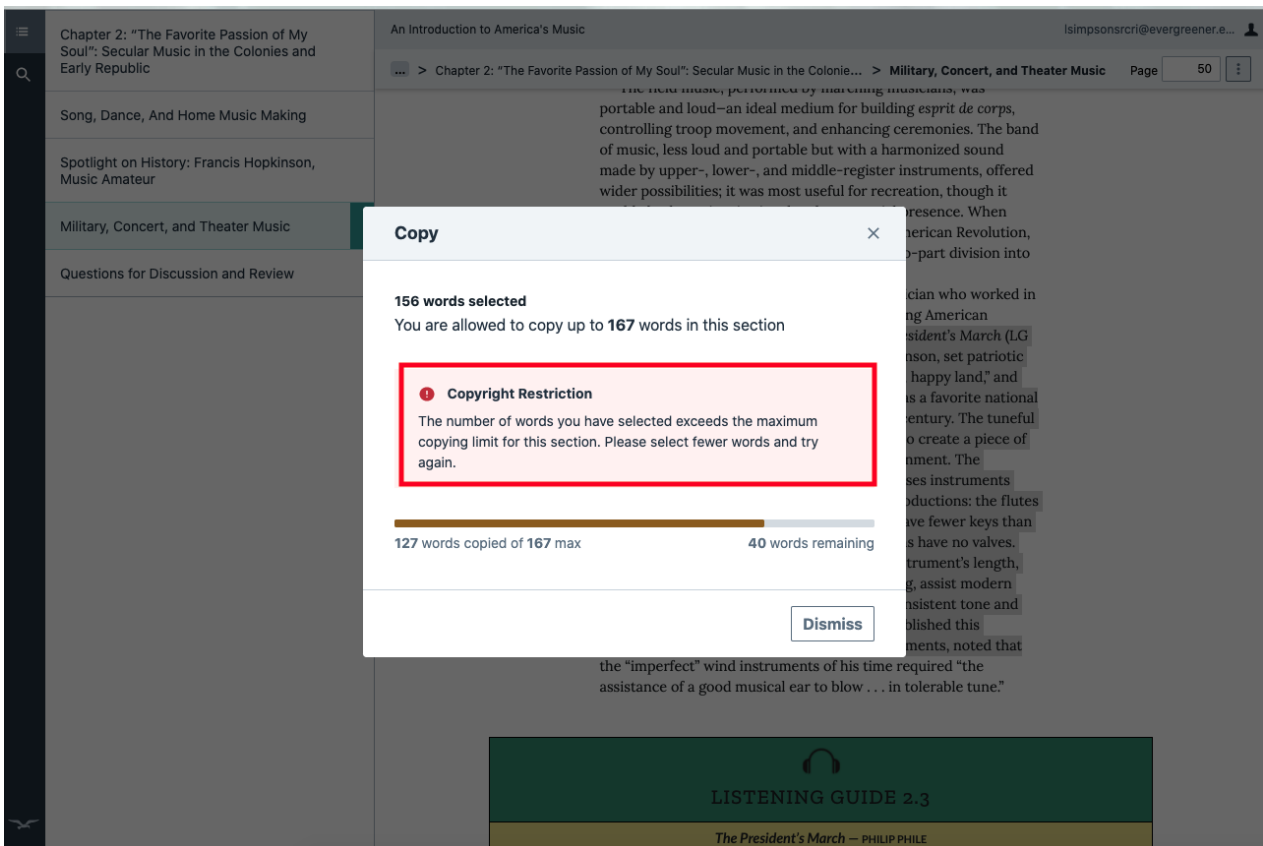 Chapter 2: “The Favorite Passion of My
Soul”: Secular Music in the Colonies and
Early Republic
Song, Dance, And Home Music Making
Spotlight on History: Francis Hopkinson,
Music Amateur
Military, Concert, and Theater Music
Questions for Discussion and Review
An Introduction to America's Music
lsimpsonsrcri@evergreener.e...
... > Chapter 2: “The Favorite Passion of My Soul”: Secular Music in the Colonie... > Military, Concert, and Theater Music Page 50
The field music, performed by marching musicians, was
portable and loud—an ideal medium for building esprit de corps,
controlling troop movement, and enhancing ceremonies. The band
of music, less loud and portable but with a harmonized sound
made by upper-, lower-, and middle-register instruments, offered
wider possibilities; it was most useful for recreation, though it
presence. When
merican Revolution,
o-part division into
ician who worked in
ng American
esident’s March (LG
nson, set patriotic
happy land,” and
as a favorite national
century. The tuneful
o create a piece of
nment. The
ses instruments
oductions: the flutes
ave fewer keys than
s have no valves.
trument’s length,
g, assist modern
nsistent tone and
blished this
ments, noted that
the “imperfect” wind instruments of his time required “the
assistance of a good musical ear to blow . . . in tolerable tune.”
Copy
156 words selected
You are allowed to copy up to 167 words in this section
Copyright Restriction
The number of words you have selected exceeds the maximum
copying limit for this section. Please select fewer words and try
again.
127 words copied of 167 max 40 words remaining
Dismiss
LISTENING GUIDE 2.3
The President’s March — PHILIP PHILE